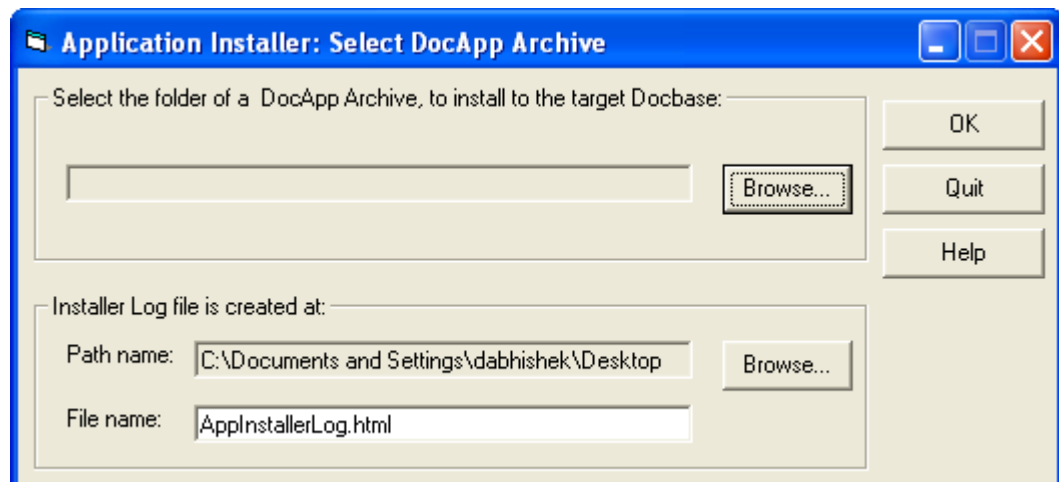 Application Installer: Select DocApp Archive
Select the folder of a DocApp Archive, to install to the target Docbase:
OK
Browse...
Quit
Help
Installer Log file is created at:
Path name: C:\Documents and Settings\dabhishek\Desktop
Browse...
File name: AppInstallerLog.html